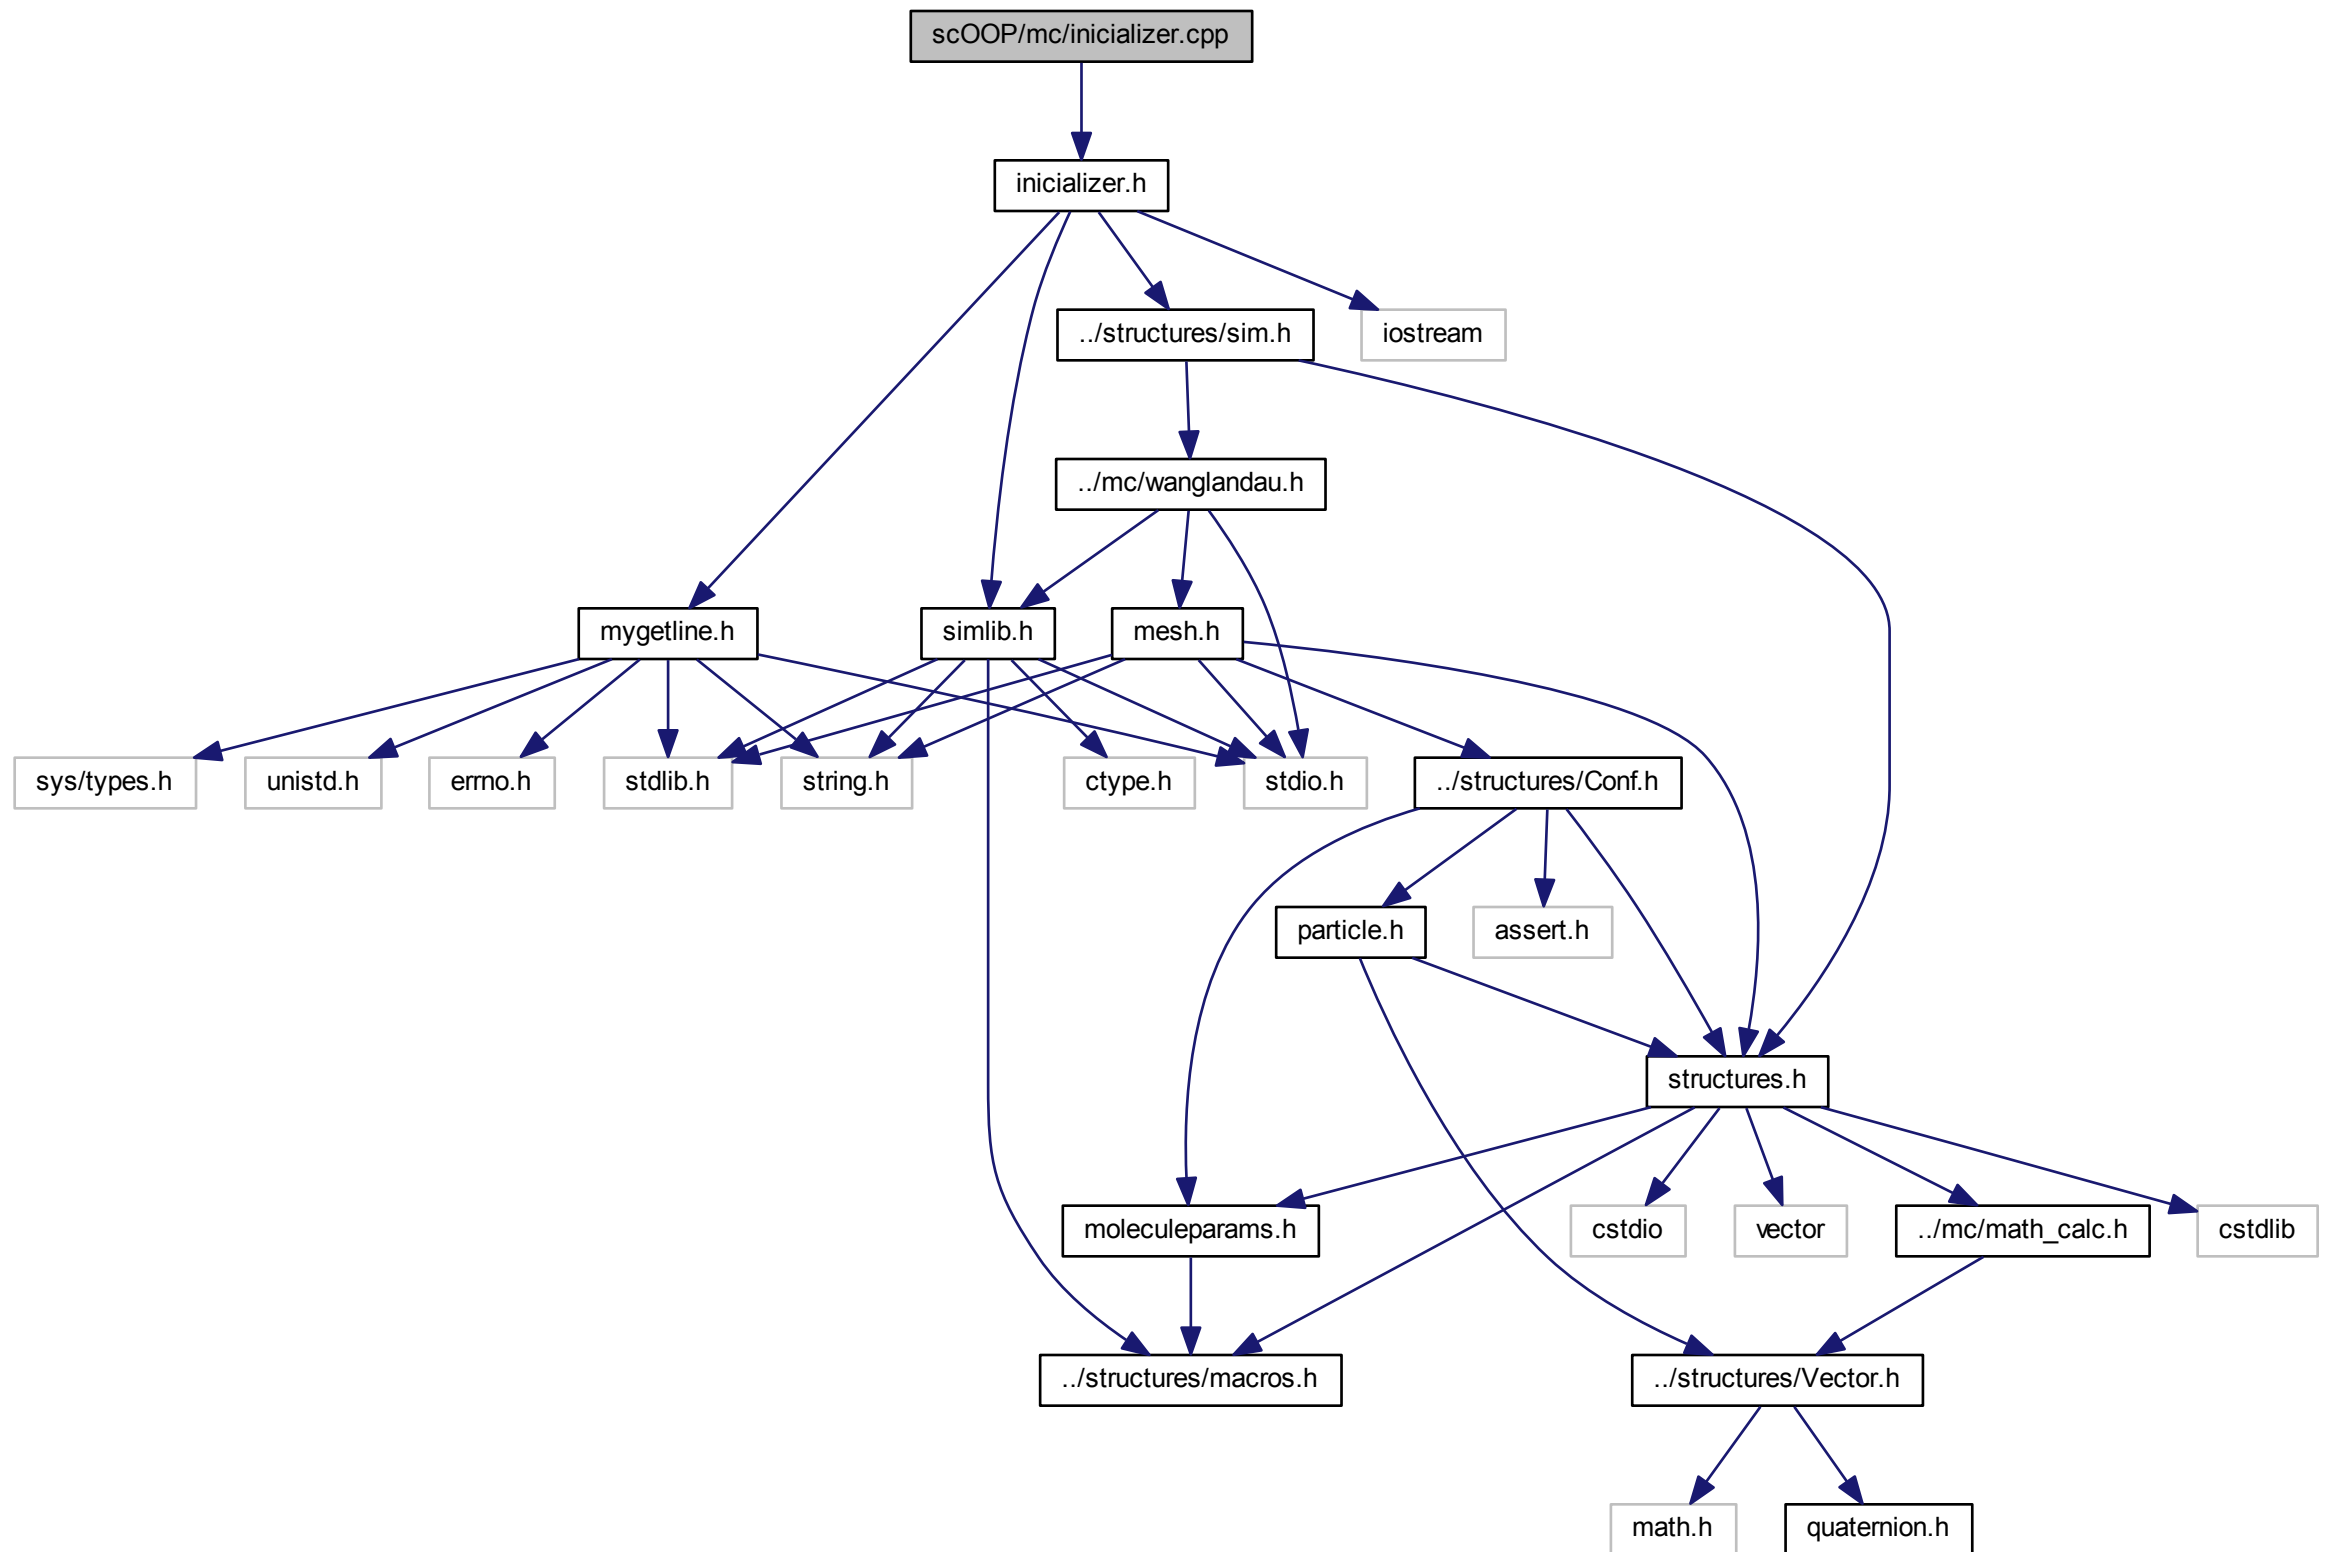 scOOP/mc/inicializer.cpp
inicializer.h
../structures/sim.h
iostream
../mc/wanglandau.h
mygetline.h
simlib.h
mesh.h
sys/types.h
unistd.h
errno.h
stdlib.h
string.h
ctype.h
stdio.h
../structures/Conf.h
particle.h
assert.h
structures.h
moleculeparams.h
cstdio
vector
../mc/math_calc.h
cstdlib
../structures/macros.h
../structures/Vector.h
math.h
quaternion.h